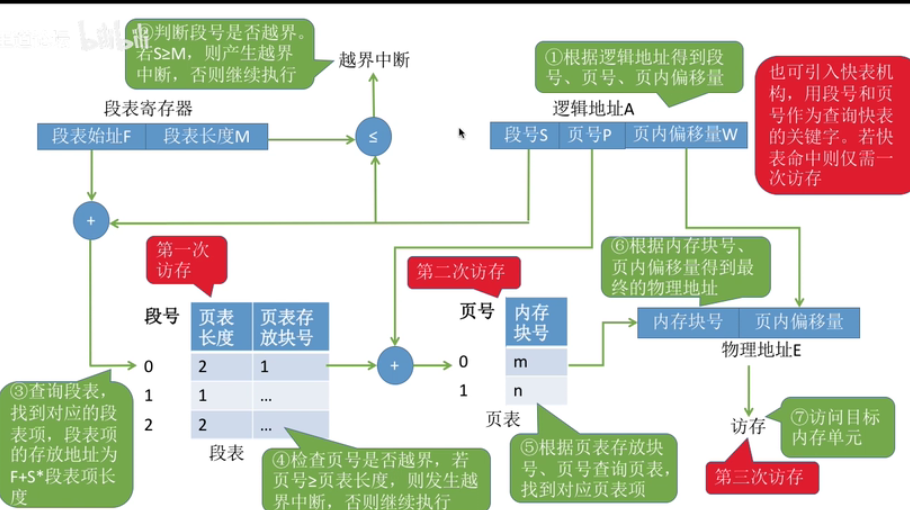 ②判断段号是否越界。
若S≥M，则产生越界
中断，否则继续执行
越界中断
①根据逻辑地址得到段
号、页号、页内偏移量
也可引入快表机
构，用段号和页
号作为查询快表
的关键字。若快
表命中则仅需一
次访存
段表寄存器
段表始址F 段表长度M
≤
逻辑地址A
段号S 页号P 页内偏移量W
+
第一次
访存
第二次访存
⑥根据内存块号、
页内偏移量得到最
终的物理地址
段号
页表
长度
页表存
放块号
0 2 1
1 1 ...
2 2 ...
段表
+
页号
内存
块号
0 m
1 n
页表
内存块号 页内偏移量
物理地址E
③查询段表，
找到对应的段
表项，段表项
的存放地址为
F+S*段表项长
度
④检查页号是否越界，若
页号≥页表长度，则发生越
界中断，否则继续执行
⑤根据页表存放块
号、页号查询页表，
找到对应页表项
访存
⑦访问目标
内存单元
第三次访存
bilibili